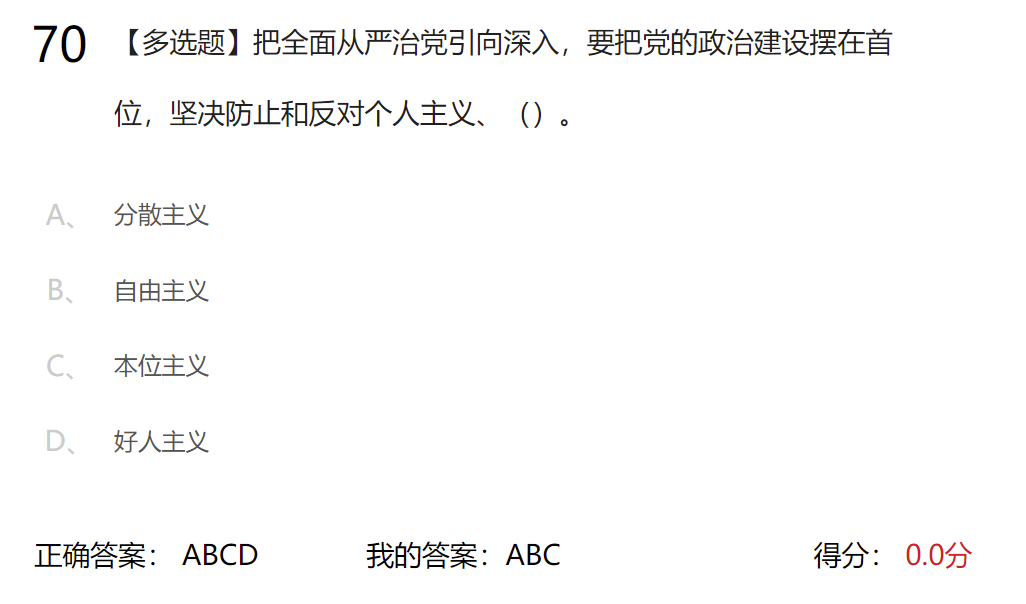 70 【多选题】把全面从严治党引向深入，要把党的政治建设摆在首
位，坚决防止和反对个人主义、（）。
A、 分散主义
B、 自由主义
C、 本位主义
D、 好人主义
正确答案： ABCD 我的答案：ABC 得分： 0.0分